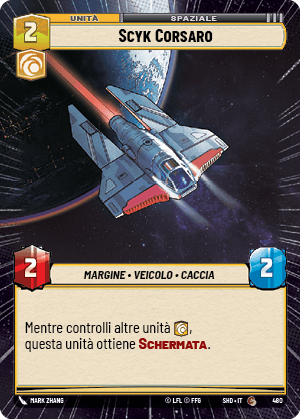 2
UNITÀ
SPAZIALE
SCYK CORSARO
2
MARGINE • VEICOLO • CACCIA
2
Mentre controlli altre unità ,
questa unità ottiene SCHERMATA.
MARK ZHANG
© LFL © FFG
SHD • IT
480